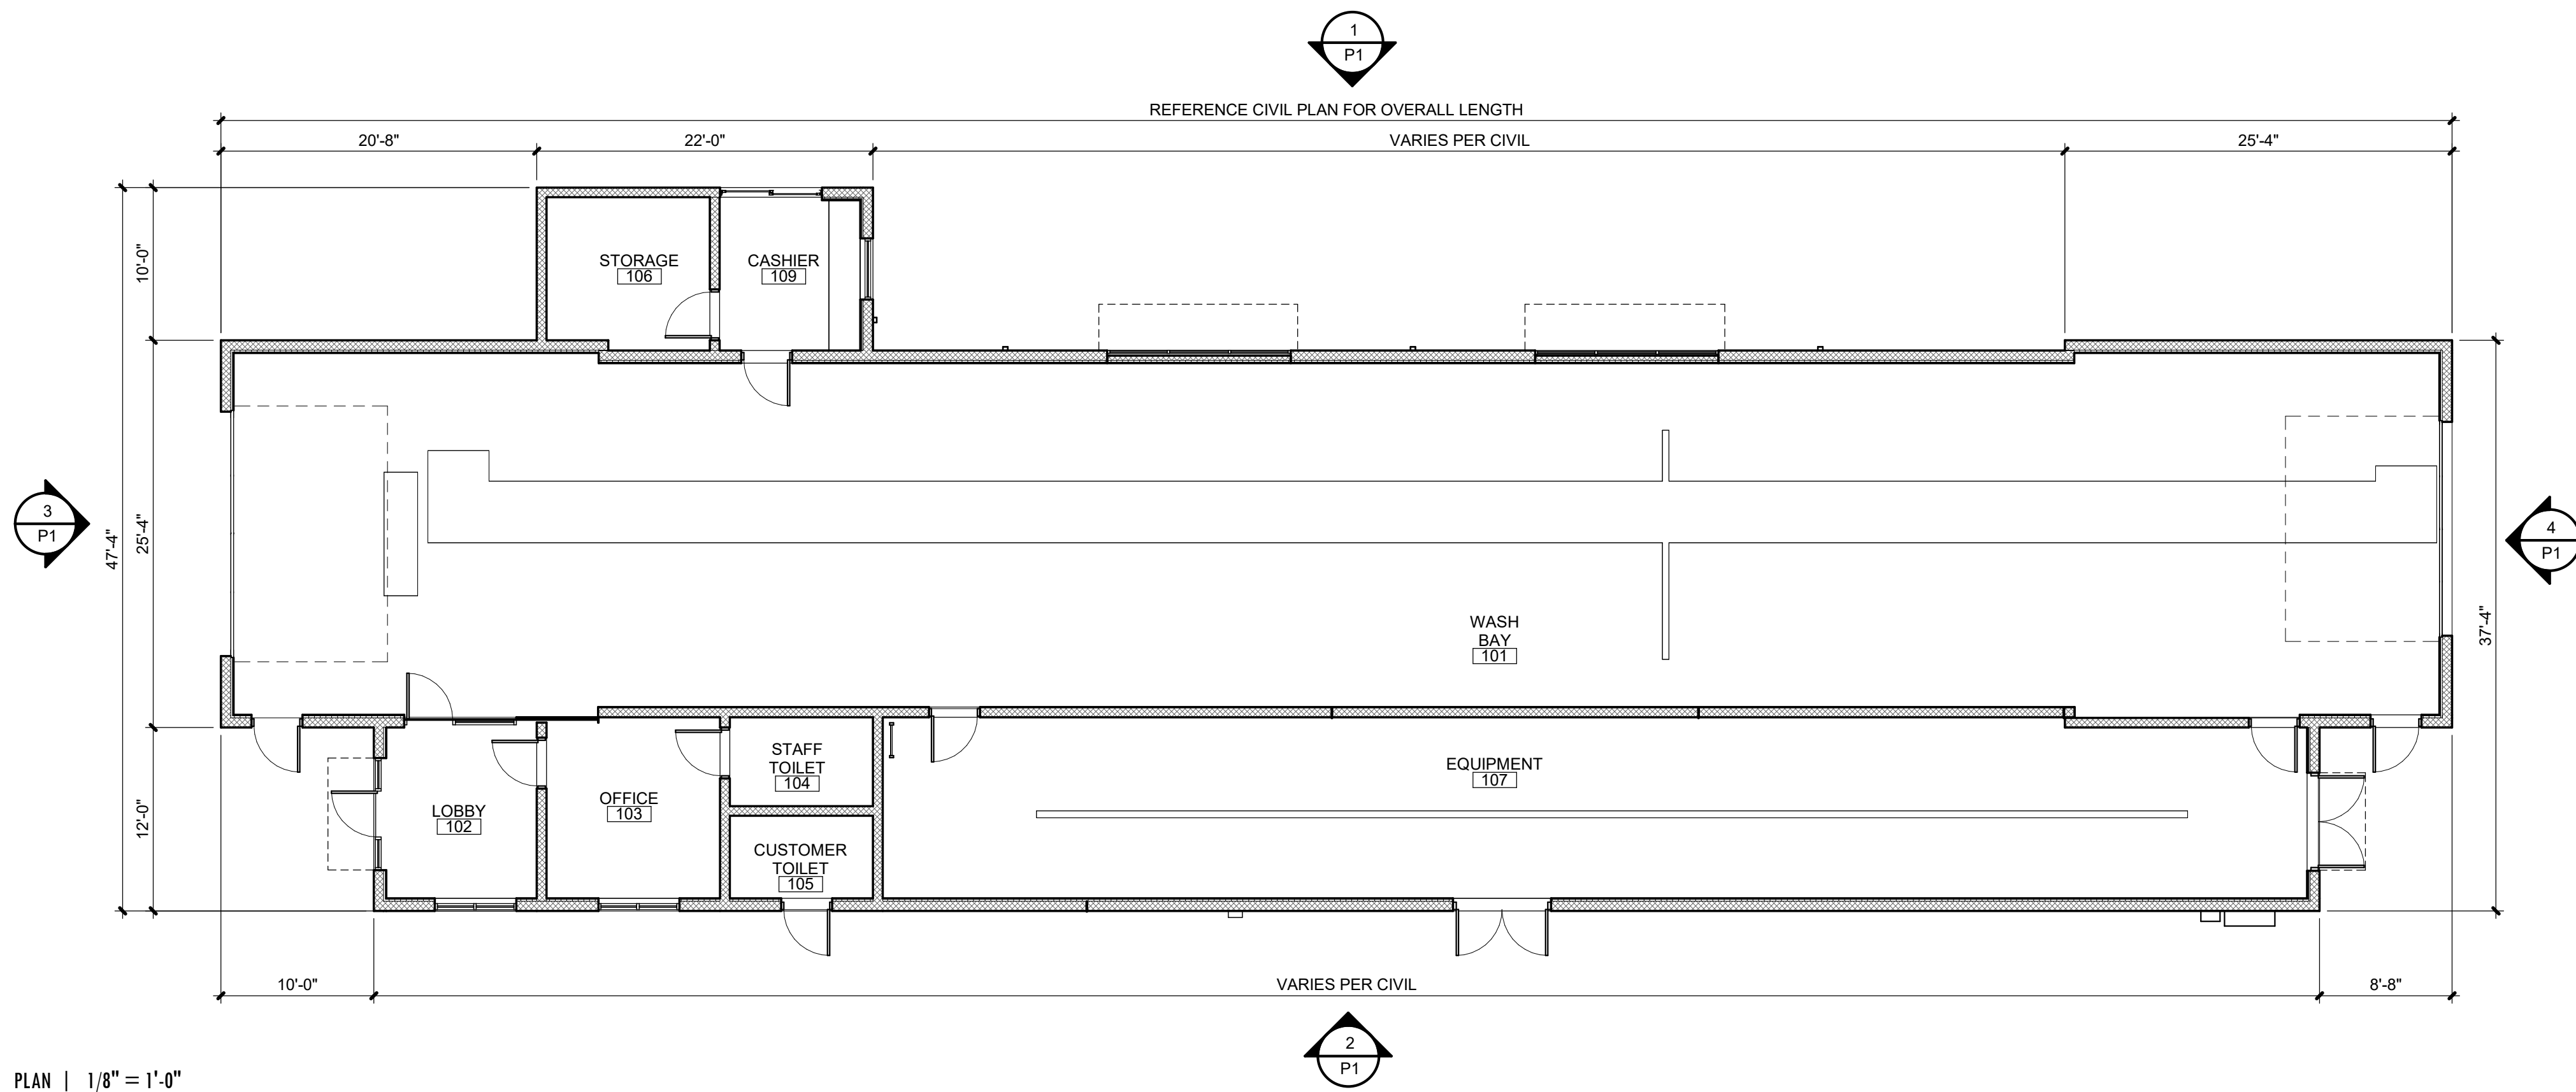 1
P1
REFERENCE CIVIL PLAN FOR OVERALL LENGTH
20'-8"
22'-0"
VARIES PER CIVIL
25'-4"
10'-0"
STORAGE
106
CASHIER
109
3
P1
47'-4"
25'-4"
4
P1
WASH
BAY
101
37'-4"
12'-0"
LOBBY
102
OFFICE
103
STAFF
TOILET
104
CUSTOMER
TOILET
105
EQUIPMENT
107
10'-0"
VARIES PER CIVIL
8'-8"
2
P1
PLAN | 1/8" = 1'-0"